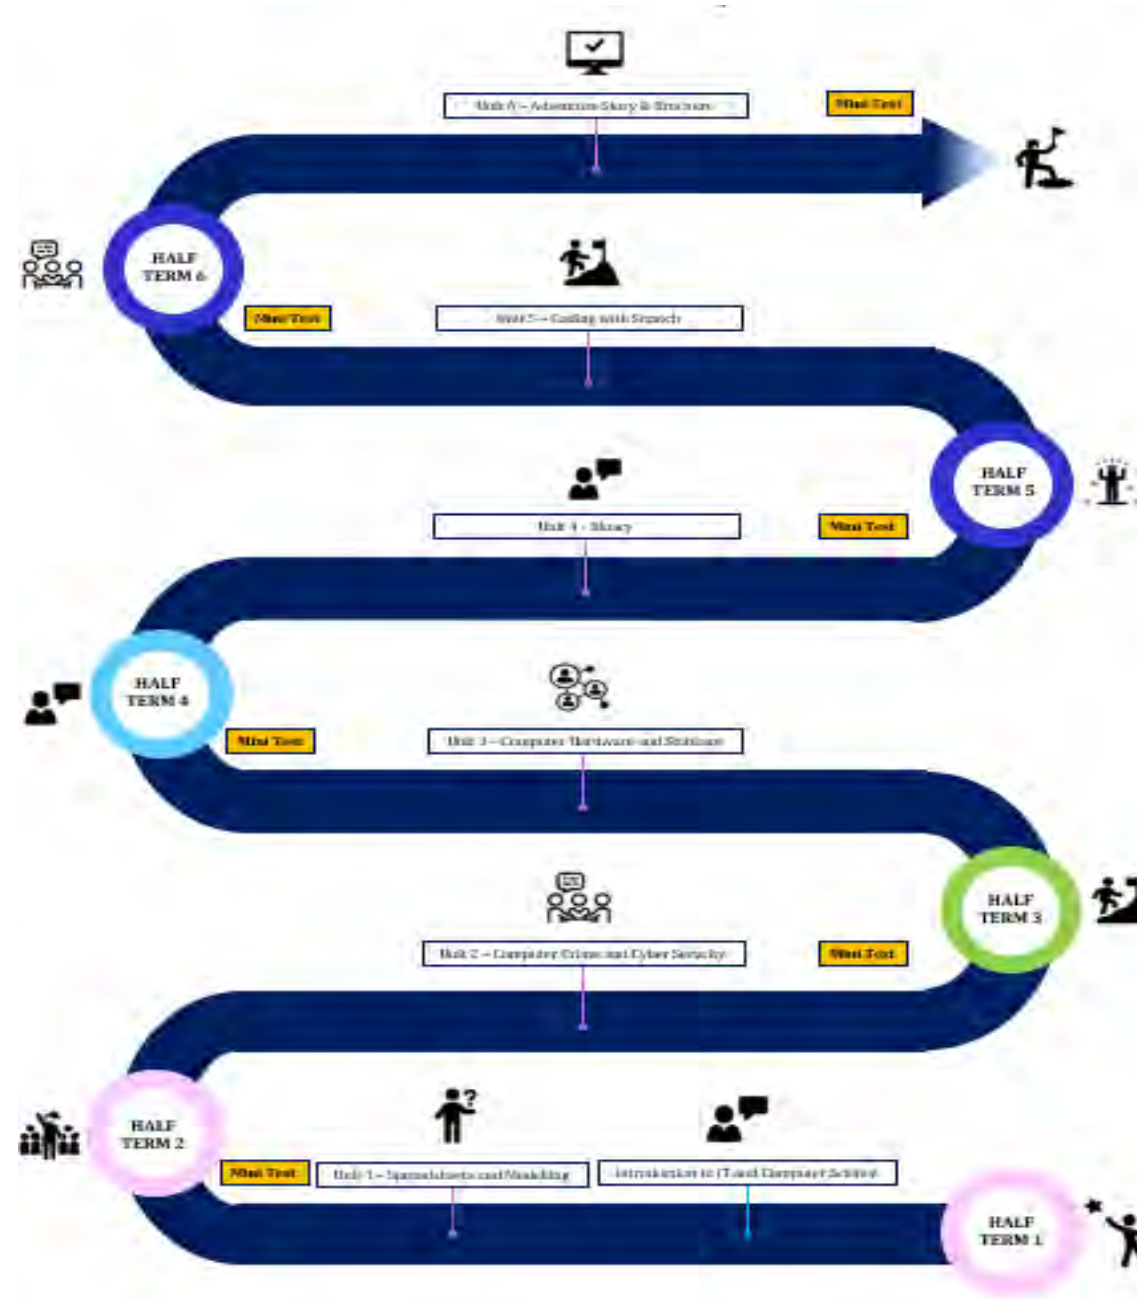 Unit 6 – Adventure Story & Brochure
Mini Test
HALF
TERM 6
Mini Test
Unit 5 – Coding with Scratch
HALF
TERM 5
Unit 4 -
Mini Test
HALF
TERM 4
Mini Test
Unit 3 – Computer Hardware and Software
HALF
TERM 3
Unit 2 – Computer Crime and Cyber Security
Mini Test
HALF
TERM 2
Mini Test
Unit 1 – Spreadsheets and Modelling
Introduction to IT and Computer Science
HALF
TERM 1